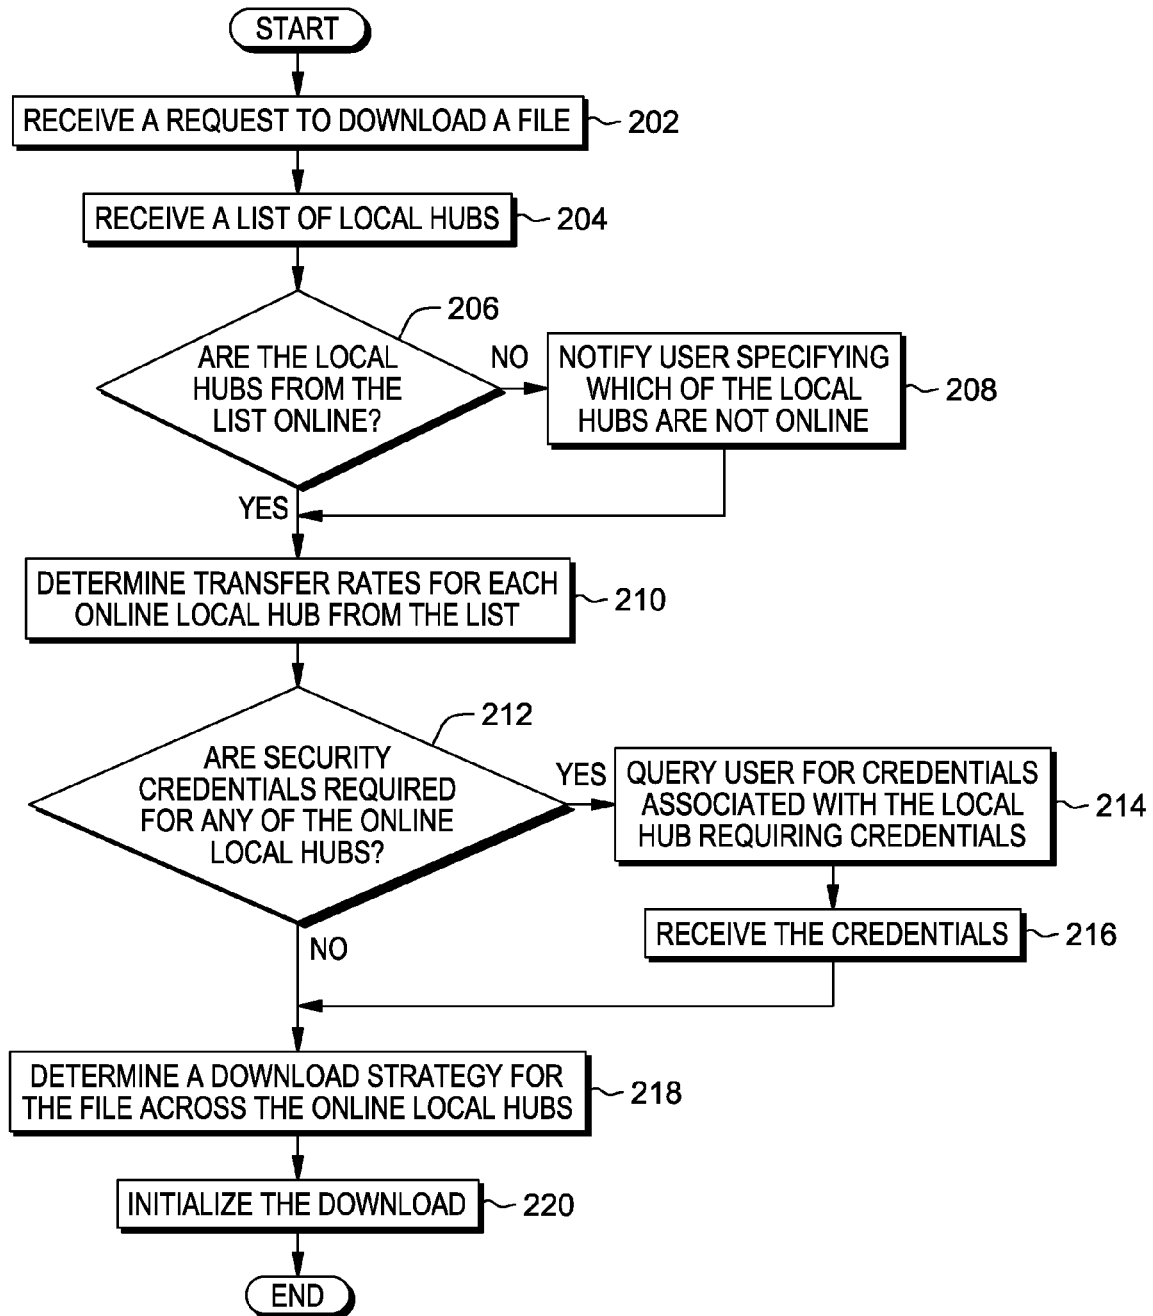 START
RECEIVE A REQUEST TO DOWNLOAD A FILE
202
RECEIVE A LIST OF LOCAL HUBS
204
206
ARE THE LOCAL
HUBS FROM THE
LIST ONLINE?
NO
NOTIFY USER SPECIFYING
WHICH OF THE LOCAL
HUBS ARE NOT ONLINE
208
YES
DETERMINE TRANSFER RATES FOR EACH
ONLINE LOCAL HUB FROM THE LIST
210
212
ARE SECURITY
CREDENTIALS REQUIRED
FOR ANY OF THE ONLINE
LOCAL HUBS?
YES
QUERY USER FOR CREDENTIALS
ASSOCIATED WITH THE LOCAL
HUB REQUIRING CREDENTIALS
214
RECEIVE THE CREDENTIALS
216
NO
DETERMINE A DOWNLOAD STRATEGY FOR
THE FILE ACROSS THE ONLINE LOCAL HUBS
218
INITIALIZE THE DOWNLOAD
220
END